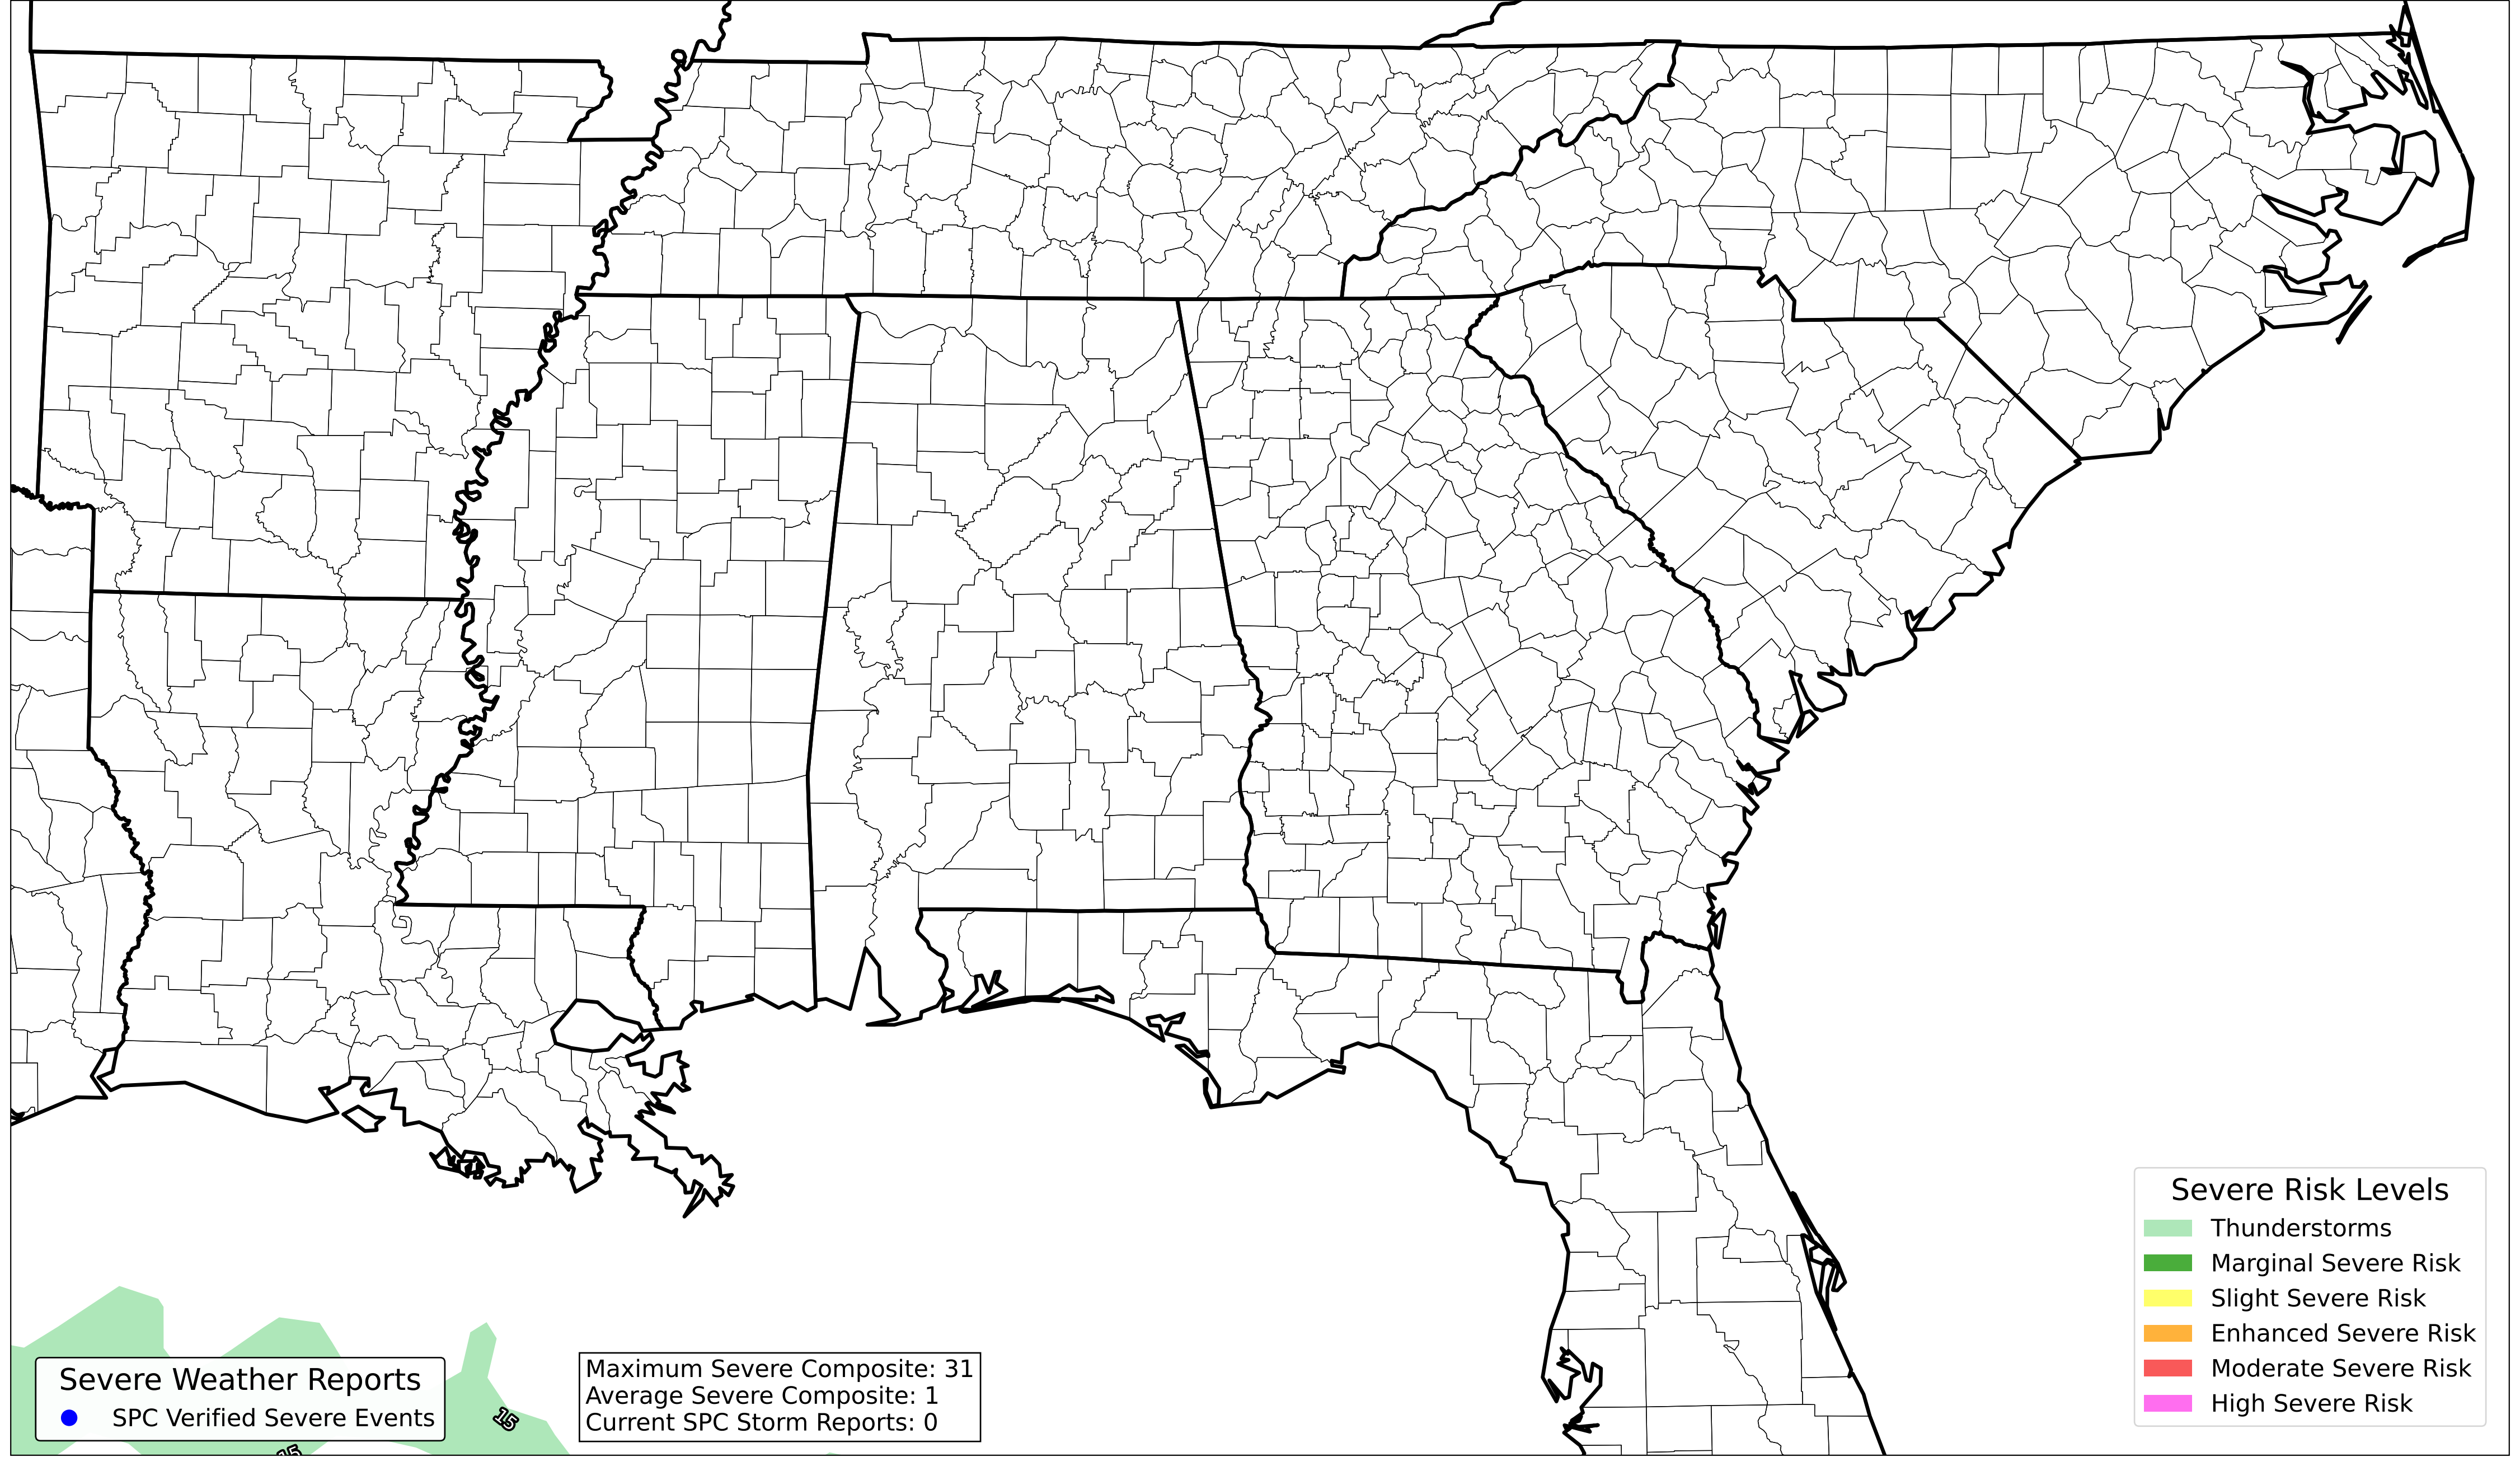 Severe Risk Levels
Thunderstorms
Marginal Severe Risk
Slight Severe Risk
Enhanced Severe Risk
Moderate Severe Risk
High Severe Risk
Severe Weather Reports
SPC Verified Severe Events
Maximum Severe Composite: 31
Average Severe Composite: 1
Current SPC Storm Reports: 0
15
15